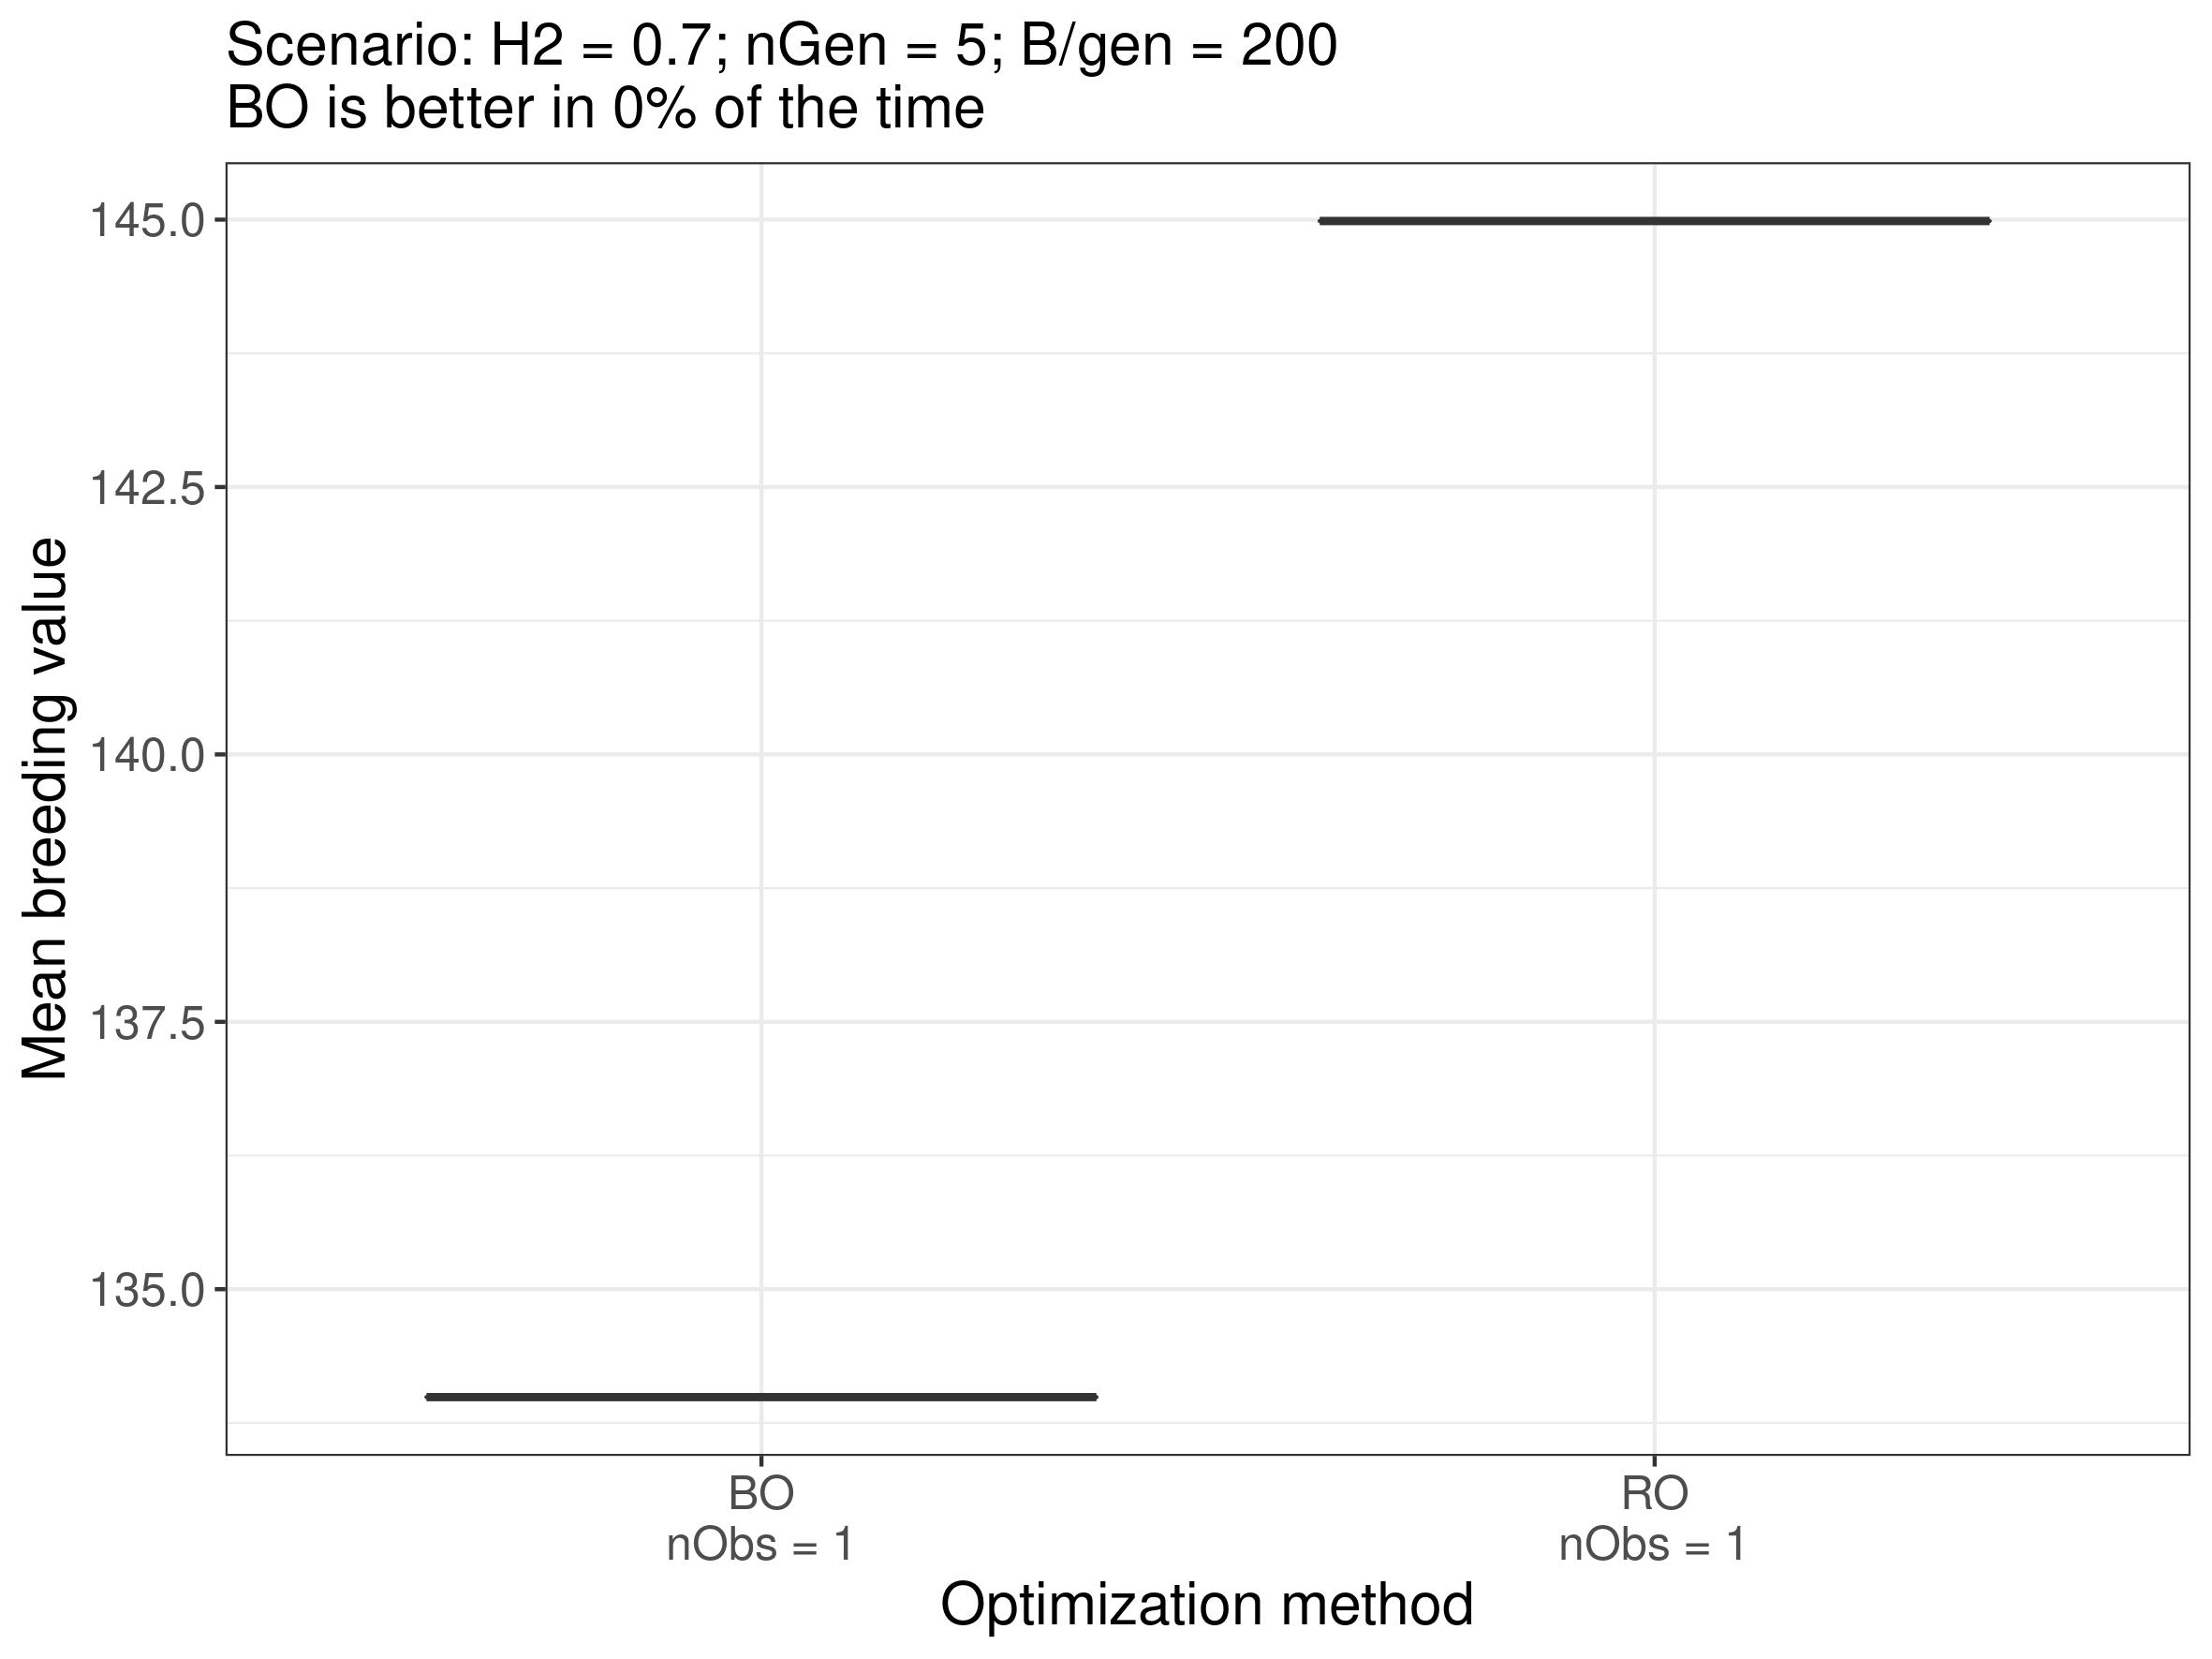 Scenario: H2 = 0.7; nGen = 5; B/gen = 200
BO is better in 0% of the time
Mean breeding value
145.0
142.5
140.0
137.5
135.0
BO
nObs = 1
RO
nObs = 1
Optimization method